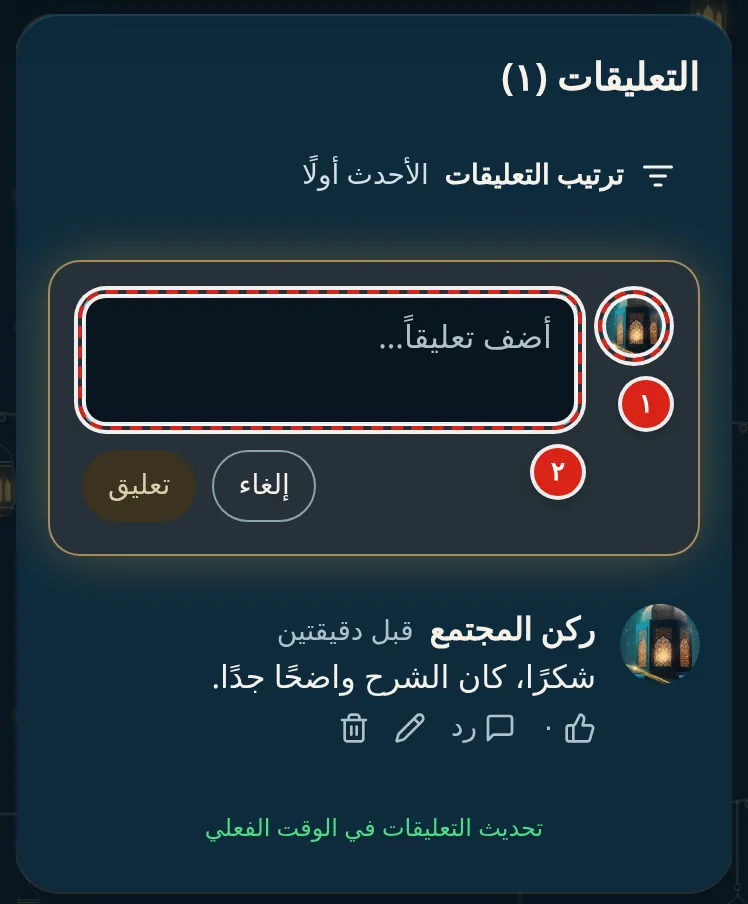 التعليقات (١)
ترتيب التعليقات الأحدث أولًا
أضف تعليقاً...
١
٢
إلغاء تعليق
ركن المجتمع قبل دقيقتين
شكرًا، كان الشرح واضحًا جدًا.
· رد
تحديث التعليقات في الوقت الفعلي